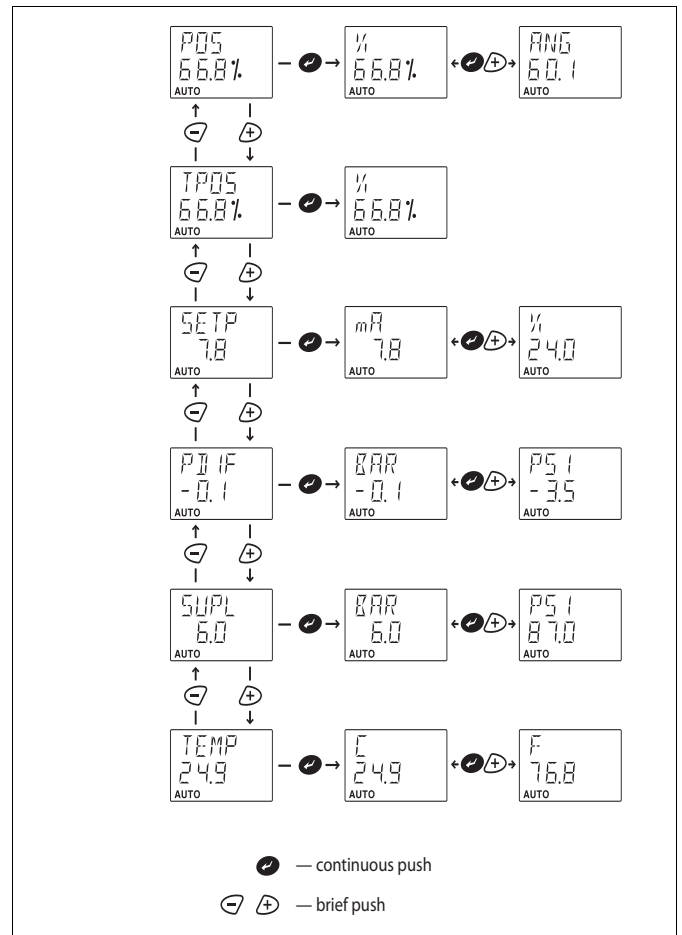 POS
66.8%
AUTO
%
66.8%
AUTO
ANG
60.1
AUTO
TPOS
66.8%
AUTO
%
66.8%
AUTO
SETP
7.8
AUTO
mA
7.8
AUTO
%
24.0
AUTO
PDIF
-0.1
AUTO
BAR
-0.1
AUTO
PSI
-3.5
AUTO
SUPL
6.0
AUTO
BAR
6.0
AUTO
PSI
87.0
AUTO
TEMP
24.9
AUTO
C
24.9
AUTO
F
76.8
AUTO
— continuous push
— brief push